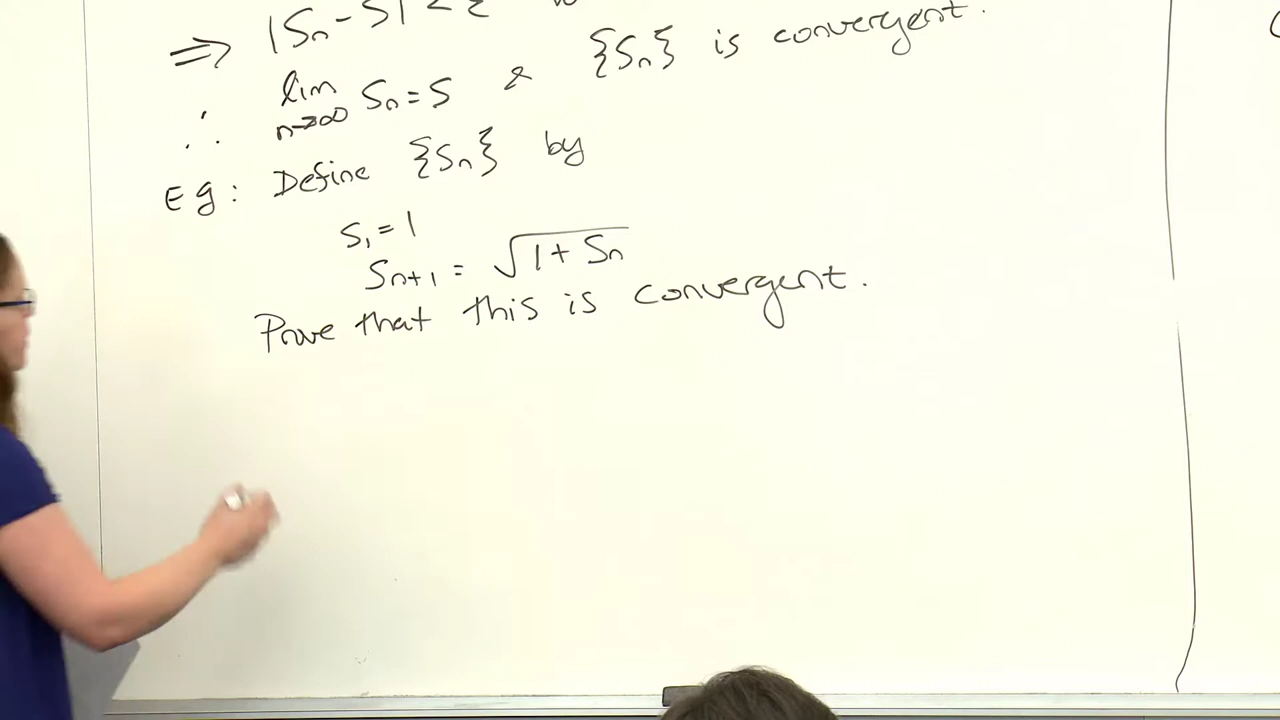 ⇒ |Sn - S| < ε
∴ lim n→∞ Sn = S & {Sn} is convergent.
Eg: Define {Sn} by
S1 = 1
Sn+1 = √(1 + Sn)
Prove that this is convergent.